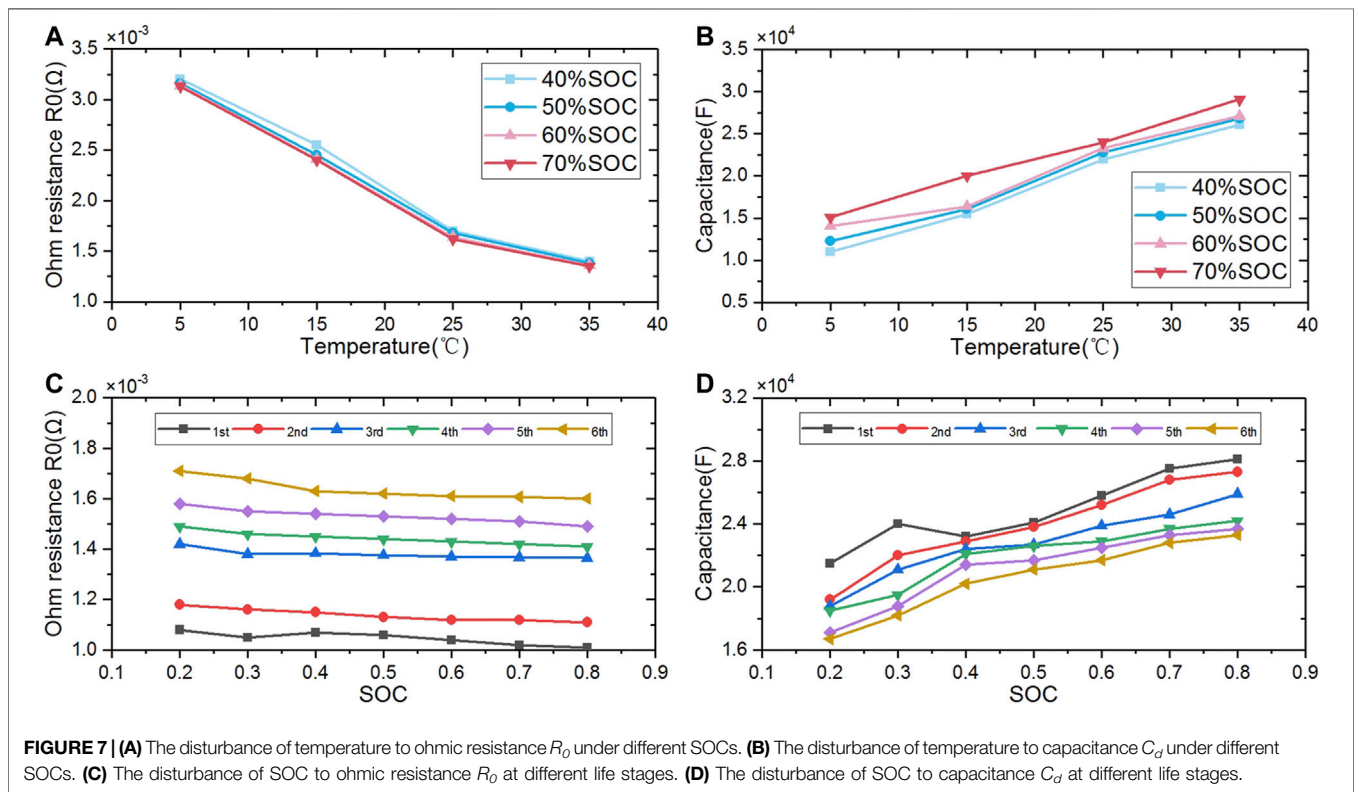 A
×10⁻³
3.5
3.0
2.5
2.0
1.5
1.0
Ohm resistance R0(Ω)
40%SOC
50%SOC
60%SOC
70%SOC
0 5 10 15 20 25 30 35 40
Temperature(℃)
B
×10⁴
3.5
3.0
2.5
2.0
1.5
1.0
0.5
Capacitance(F)
40%SOC
50%SOC
60%SOC
70%SOC
0 5 10 15 20 25 30 35 40
Temperature(℃)
C
×10⁻³
2.0
1.8
1.6
1.4
1.2
1.0
Ohm resistance R0(Ω)
1st 2nd 3rd 4th 5th 6th
0.1 0.2 0.3 0.4 0.5 0.6 0.7 0.8 0.9
SOC
D
×10⁴
3.2
2.8
2.4
2.0
1.6
Capacitance(F)
1st 2nd 3rd 4th 5th 6th
0.1 0.2 0.3 0.4 0.5 0.6 0.7 0.8 0.9
SOC
FIGURE 7 | (A) The disturbance of temperature to ohmic resistance R₀ under different SOCs. (B) The disturbance of temperature to capacitance C_d under different
SOCs. (C) The disturbance of SOC to ohmic resistance R₀ at different life stages. (D) The disturbance of SOC to capacitance C_d at different life stages.